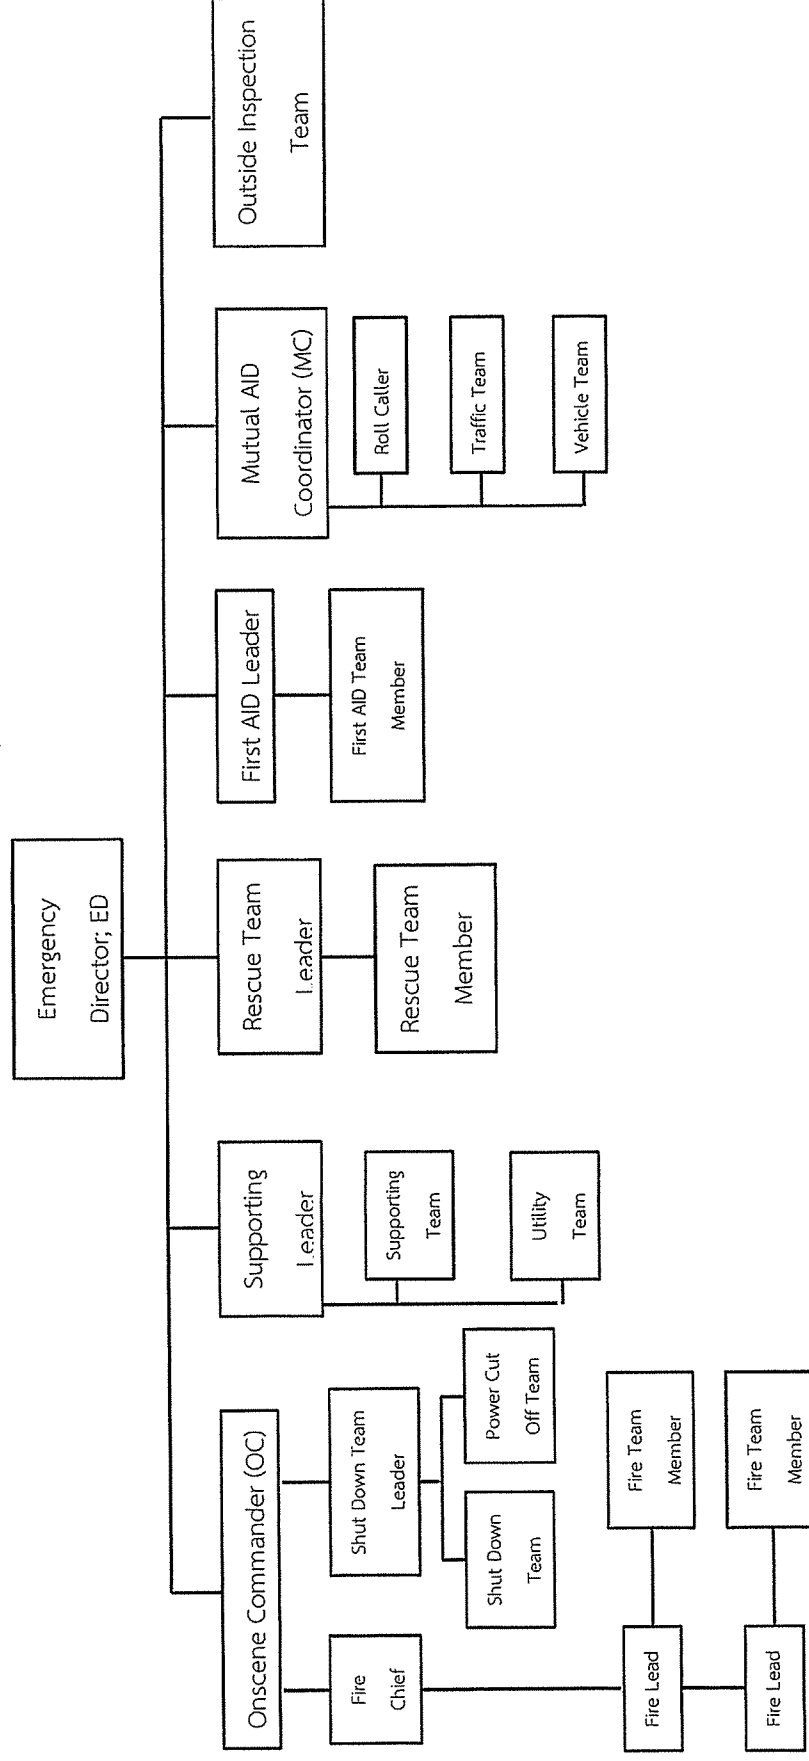 Emergency
Director; ED
Onscene Commander (OC)
Supporting
Leader
Rescue Team
Leader
First AID Leader
Mutual AID
Coordinator (MC)
Outside Inspection
Team
Fire
Chief
Shut Down Team
Leader
Supporting
Team
Rescue Team
Member
First AID Team
Member
Roll Caller
Shut Down
Team
Power Cut
Off Team
Traffic Team
Utility
Team
Vehicle Team
Fire Lead
Fire Team
Member
Fire Lead
Fire Team
Member